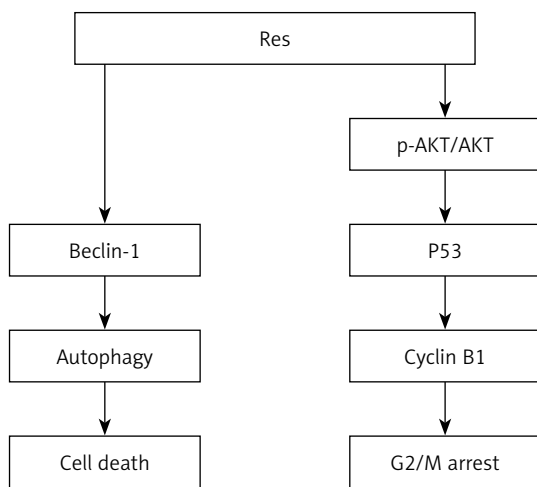 Res
p-AKT/AKT
Beclin-1
P53
Autophagy
Cyclin B1
Cell death
G2/M arrest